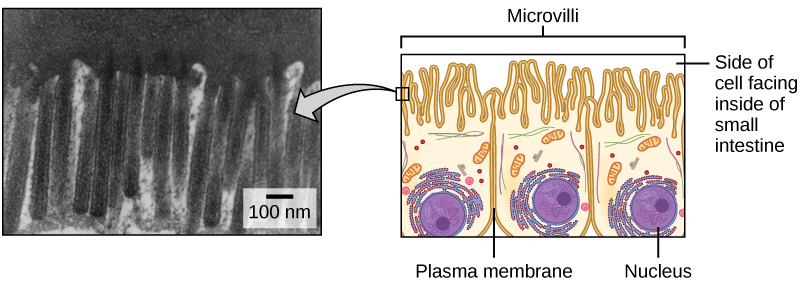 Microvilli
Side of
cell facing
inside of
small
intestine
100 nm
Plasma membrane
Nucleus